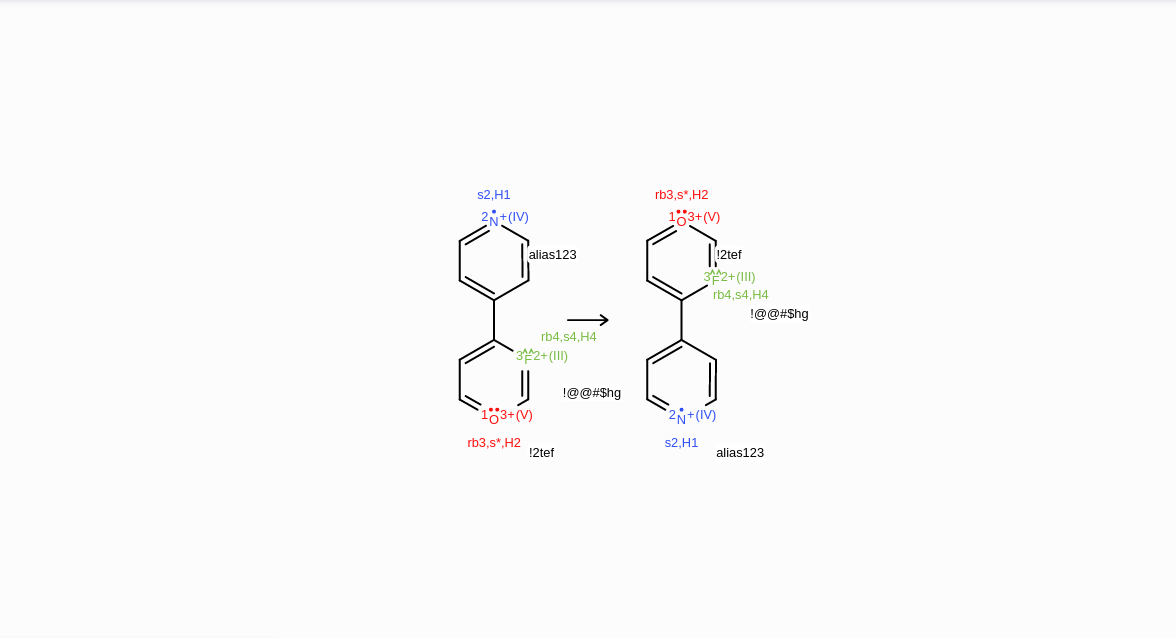 s2,H1
2N+(IV)
alias123
rb4,s4,H4
3F2+(III)
!@@#$hg
1O3+(V)
rb3,s*,H2
!2tef
rb3,s*,H2
1O3+(V)
!2tef
3F2+(III)
rb4,s4,H4
!@@#$hg
2N+(IV)
s2,H1
alias123